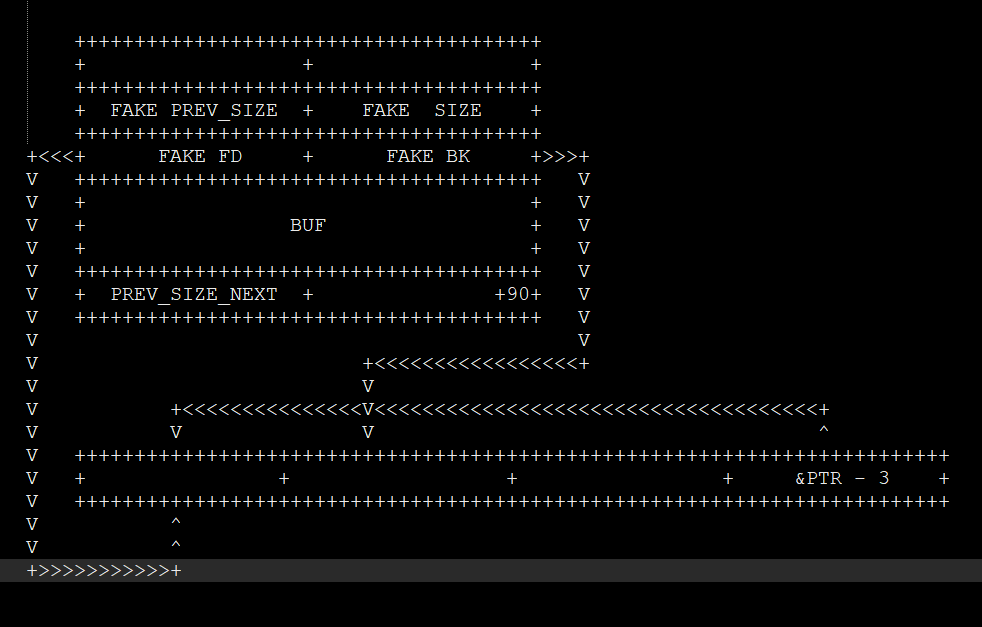 FAKE PREV_SIZE + FAKE SIZE +
FAKE FD + FAKE BK
BUF
PREV_SIZE_NEXT + +90+
&PTR - 3